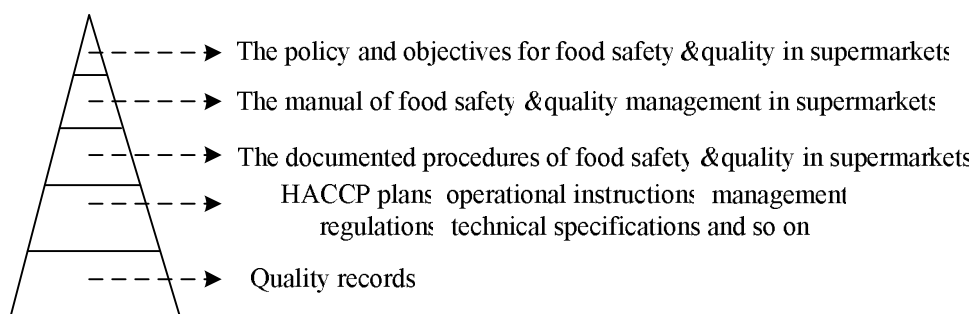 The policy and objectives for food safety &quality in supermarkets
The manual of food safety &quality management in supermarkets
The documented procedures of food safety &quality in supermarkets
HACCP plans operational instructions management
regulations technical specifications and so on
Quality records